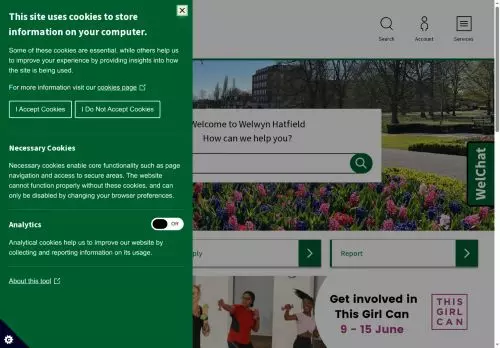 This site uses cookies to store
information on your computer.
Some of these cookies are essential, while others help us
to improve your experience by providing insights into how
the site is being used.
For more information visit our cookies page
I Accept Cookies
I Do Not Accept Cookies
Necessary Cookies
Necessary cookies enable core functionality such as page
navigation and access to secure areas. The website
cannot function properly without these cookies, and can
only be disabled by changing your browser preferences.
Analytics
Off
Analytical cookies help us to improve our website by
collecting and reporting information on its usage.
About this tool
Search
Account
Services
Welcome to Welwyn Hatfield
How can we help you?
WelChat
Report
Get involved in
This Girl Can
9 - 15 June
THIS
GIRL
CAN